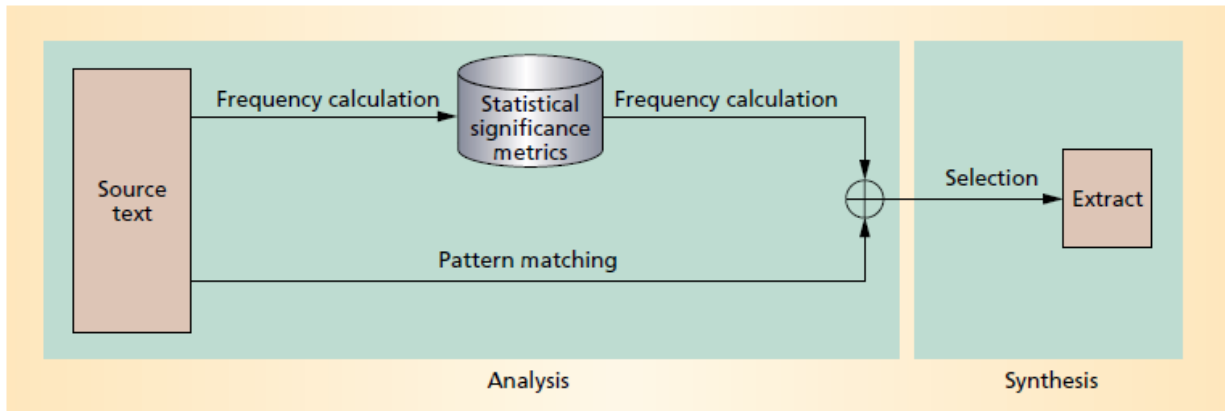 Frequency calculation
Statistical
significance
metrics
Frequency calculation
Source
text
Selection
Extract
Pattern matching
Analysis
Synthesis